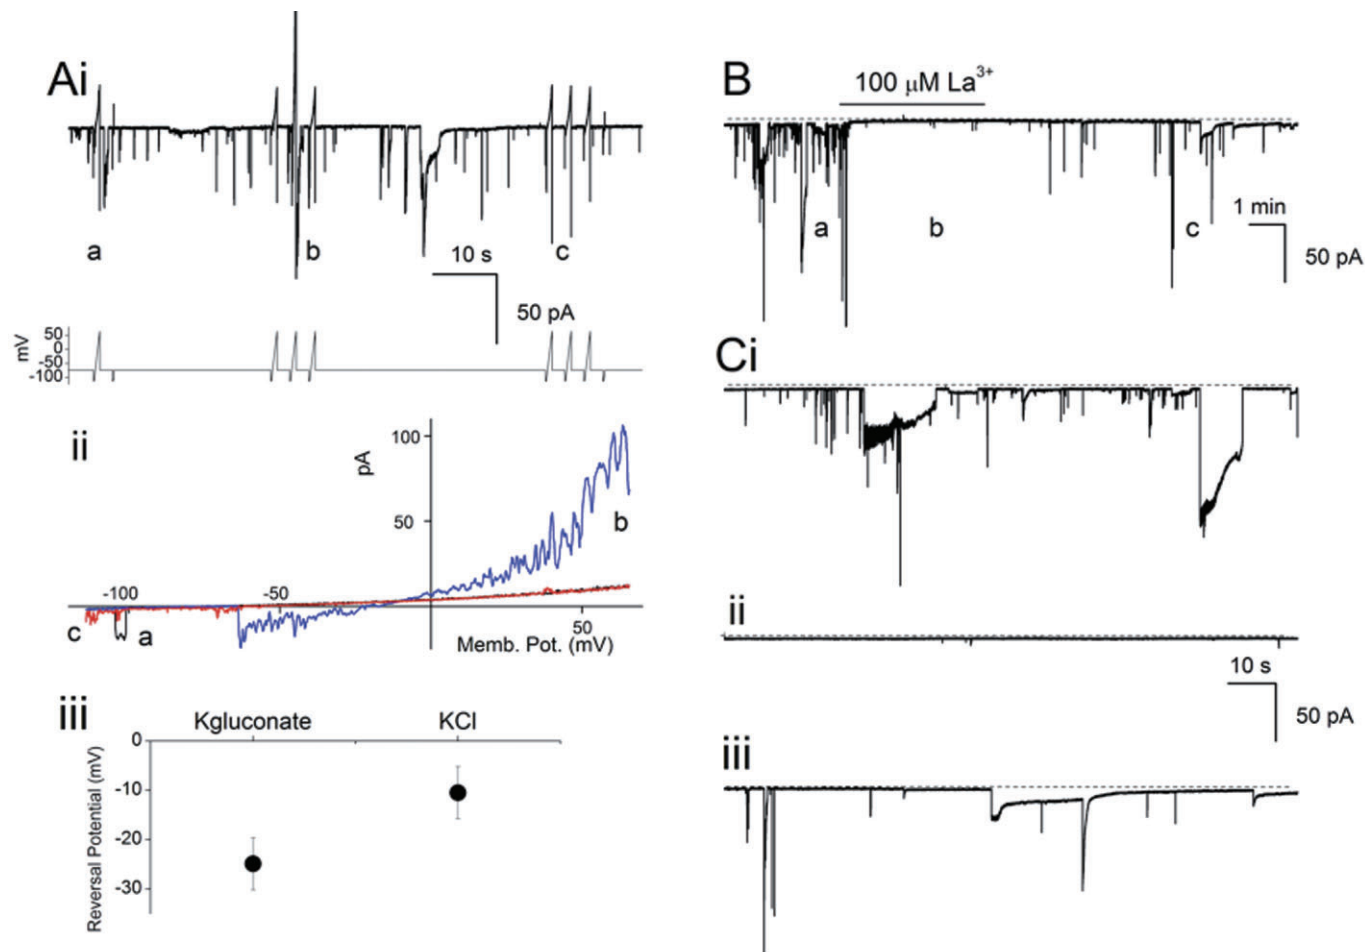 Ai
a
b
10 s
c
50 pA
mV
50
0
-50
-100
ii
100
pA
50
b
-100
-50
c
a
Memb. Pot. (mV)
50
iii
Kgluconate
KCl
Reversal Potential (mV)
0
-10
-20
-30
B
100 μM La³⁺
a
b
c
1 min
50 pA
Ci
ii
10 s
50 pA
iii